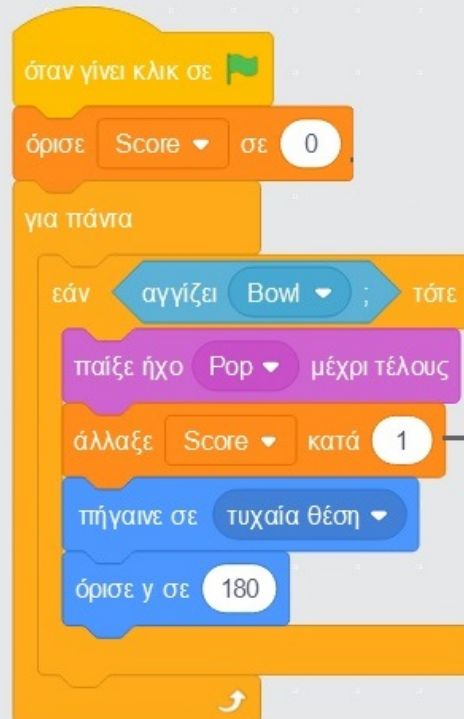 όταν γίνει κλικ σε
όρισε Score σε 0
για πάντα
εάν αγγίζει Bowl ; τότε
παίξε ήχο Pop μέχρι τέλους
άλλαξε Score κατά 1
πήγαινε σε τυχαία θέση
όρισε y σε 180